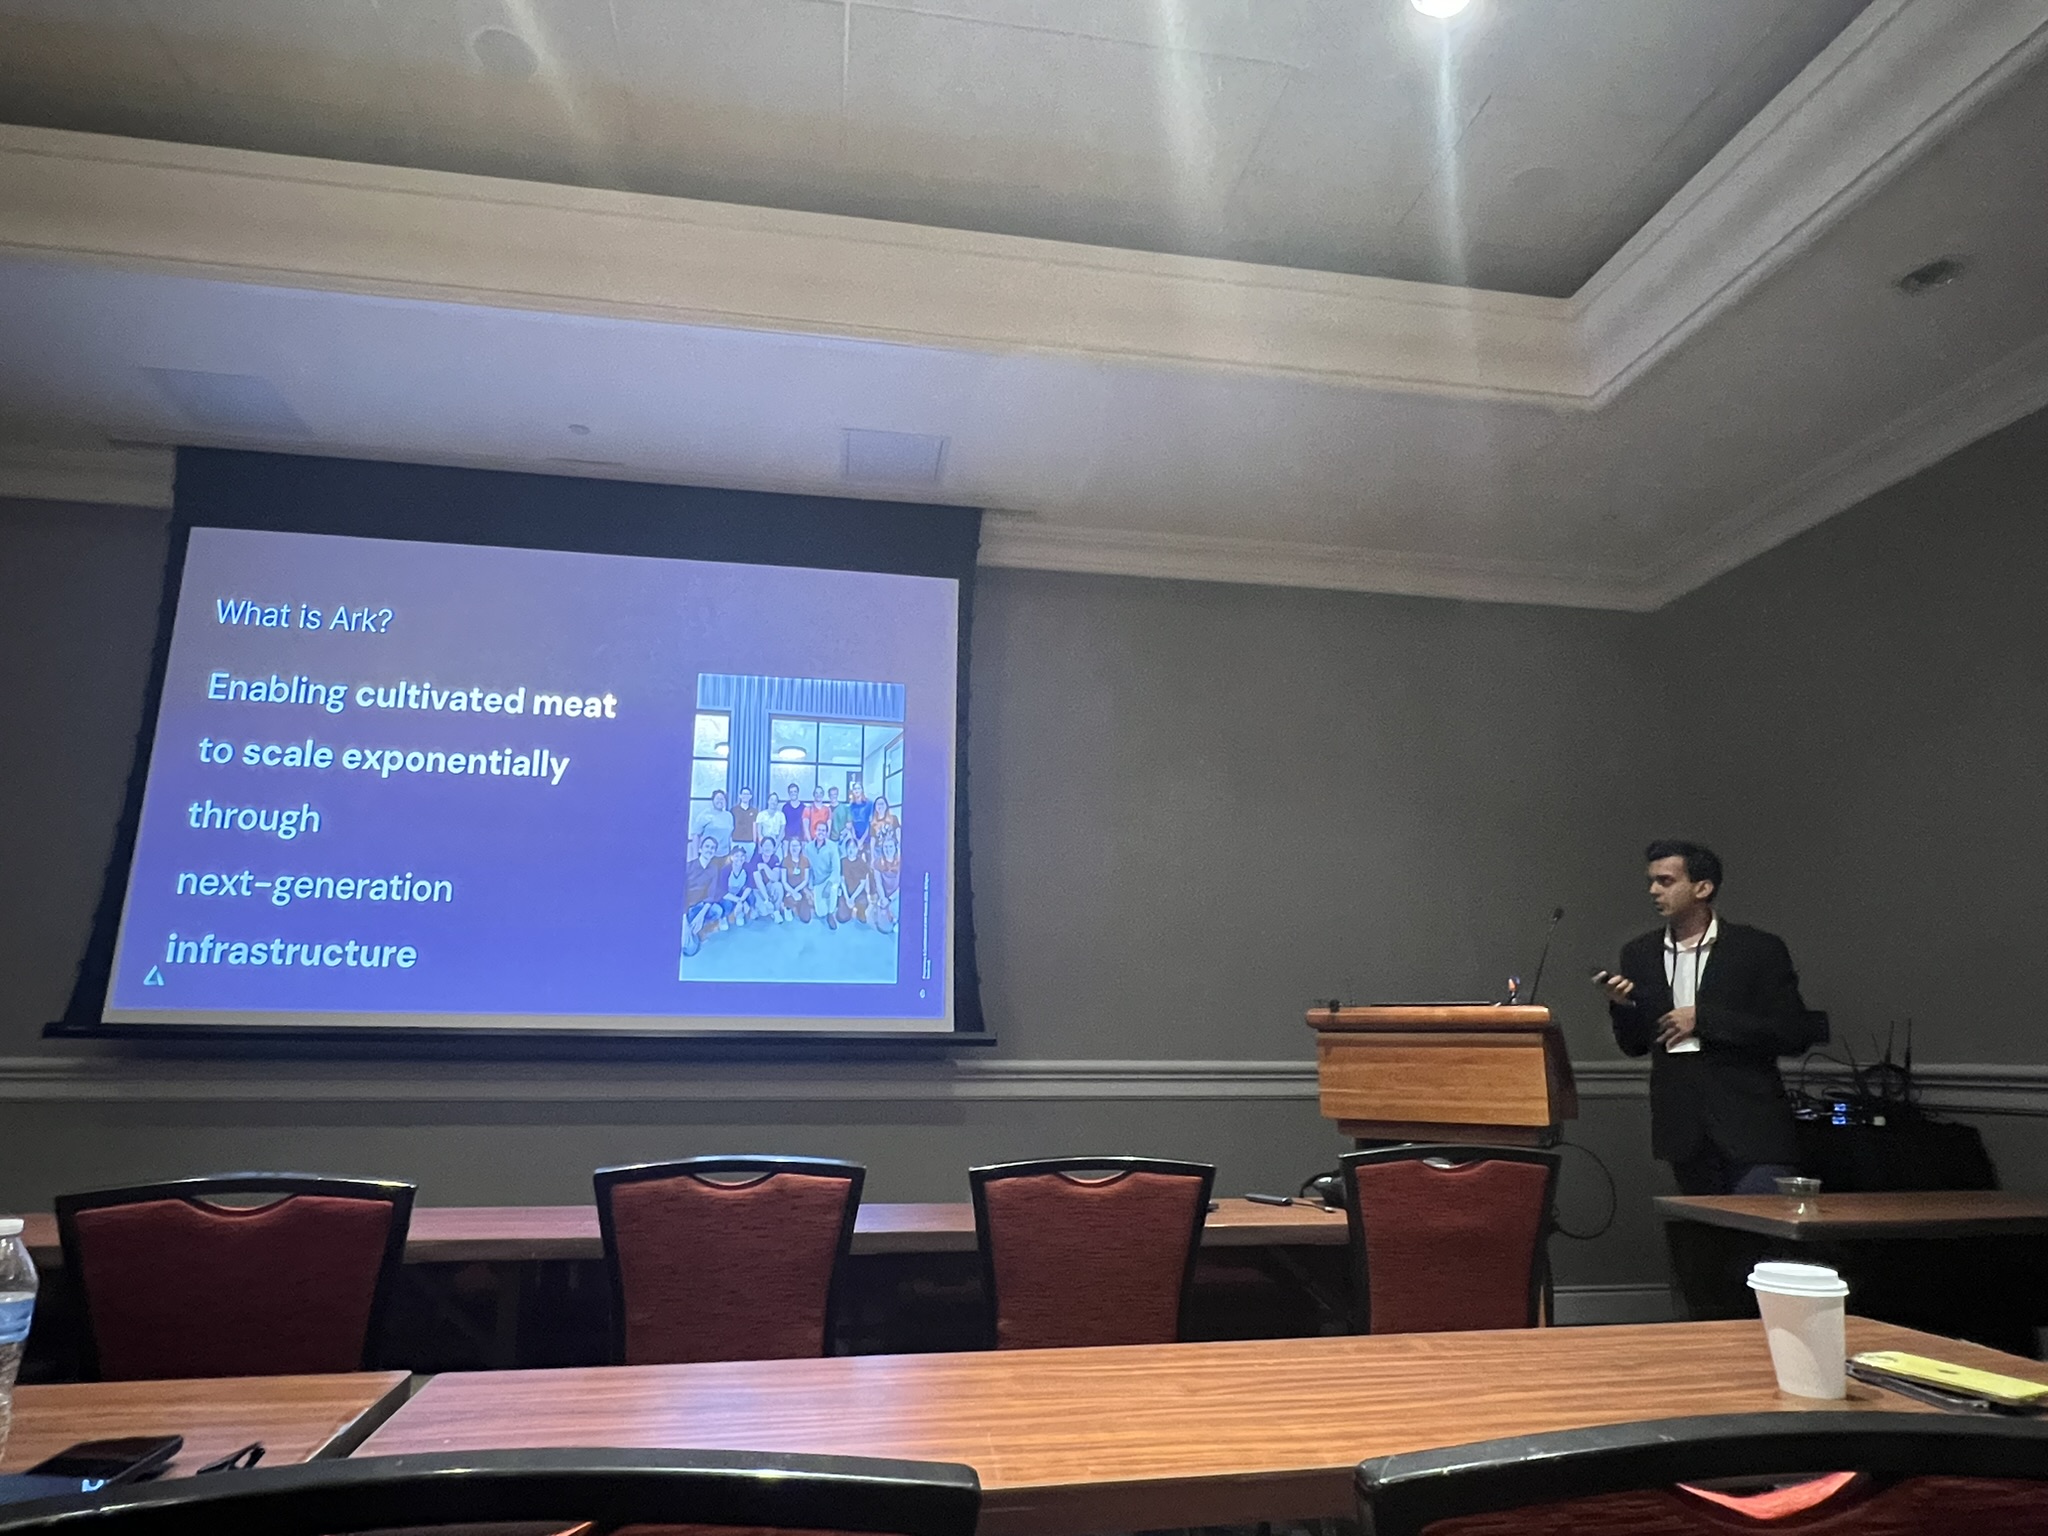 What is Ark?
Enabling cultivated meat
to scale exponentially
through
next-generation
infrastructure